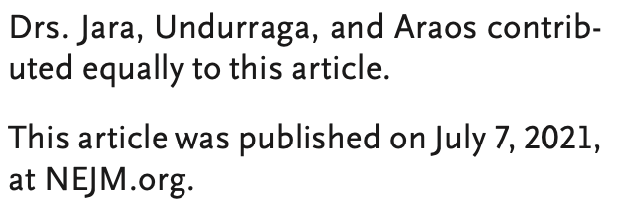 Drs. Jara, Undurraga, and Araos contrib-
uted equally to this article.
This article was published on July 7, 2021,
at NEJM.org.